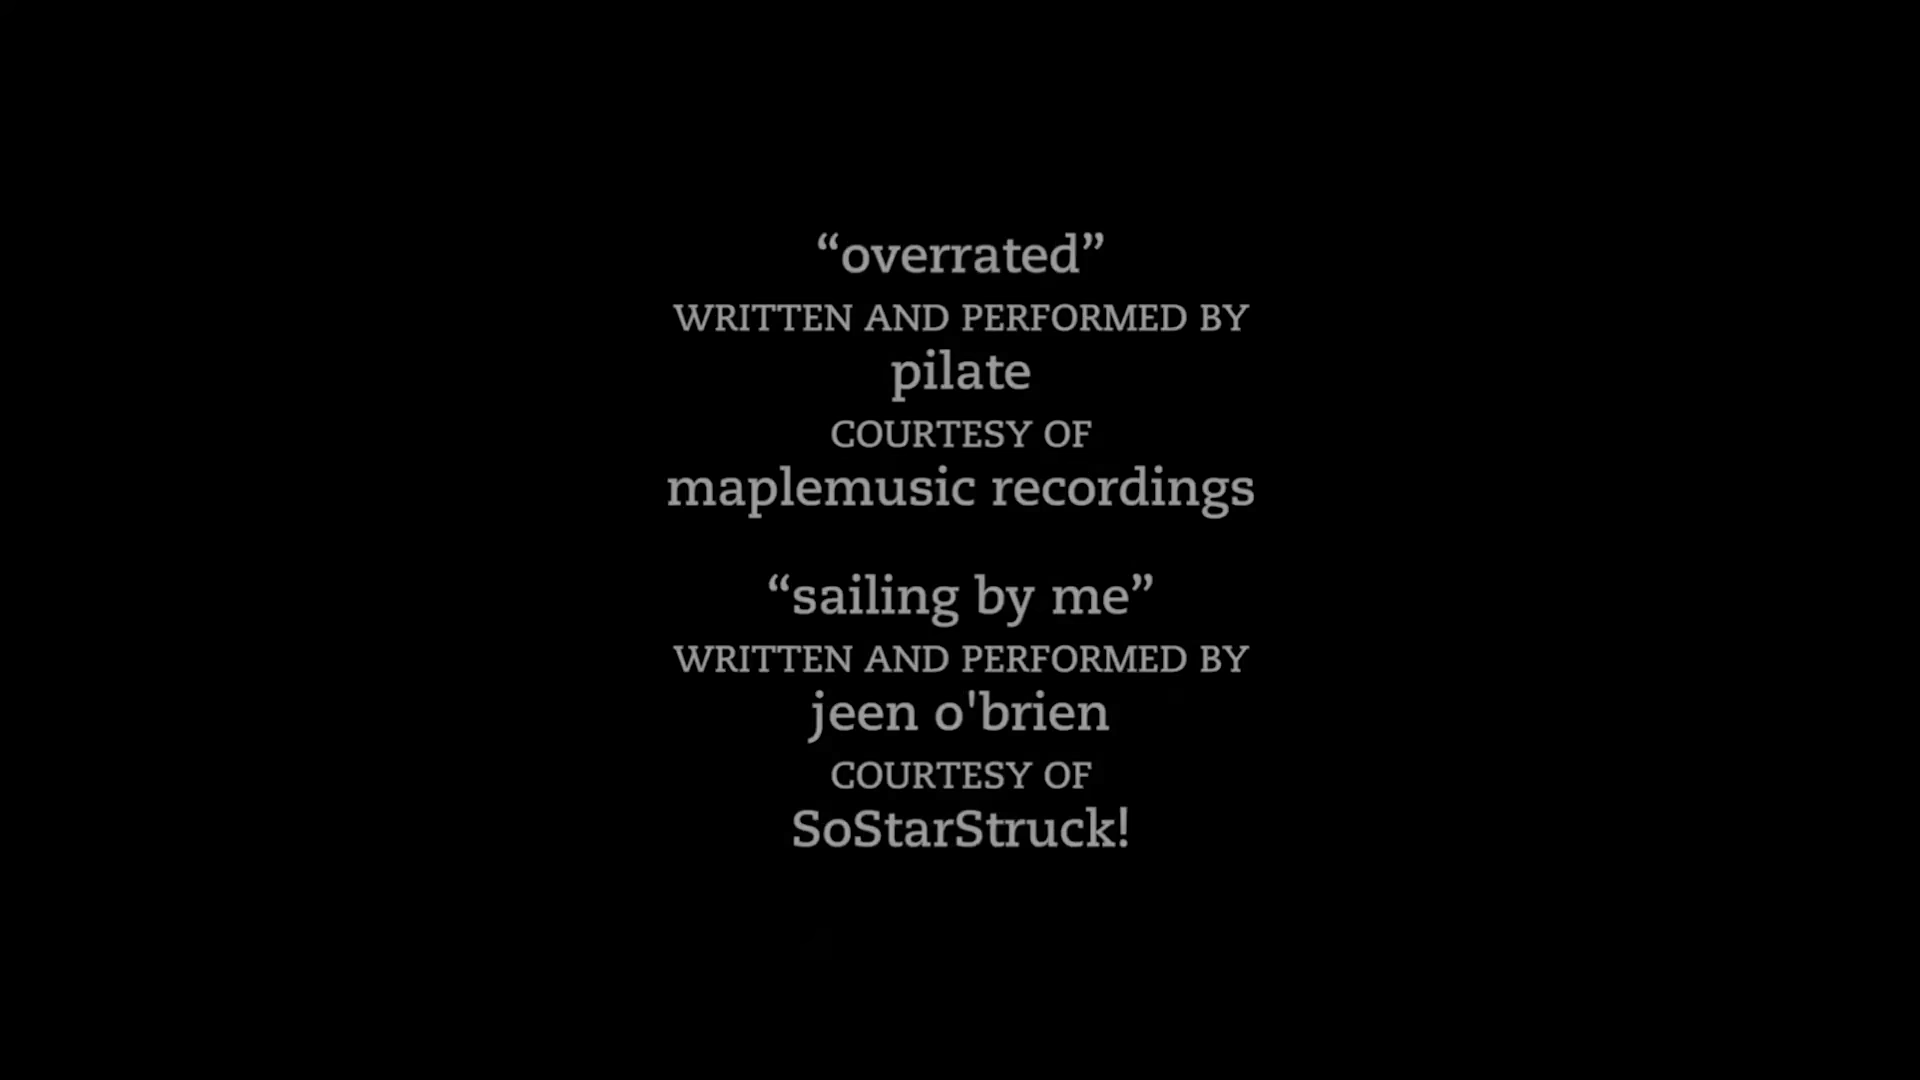 “overrated”
WRITTEN AND PERFORMED BY
pilate
COURTESY OF
maplemusic recordings
“sailing by me”
WRITTEN AND PERFORMED BY
jeen o'brien
COURTESY OF
SoStarStruck!